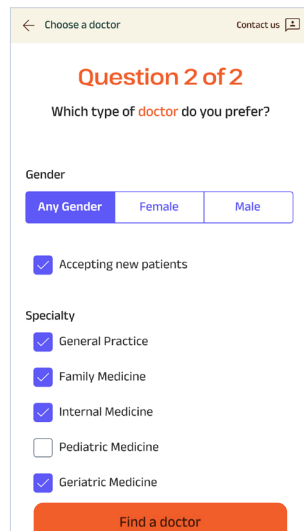 Choose a doctor
Contact us
Question 2 of 2
Which type of doctor do you prefer?
Gender
Any Gender Female Male
Accepting new patients
Specialty
General Practice
Family Medicine
Internal Medicine
Pediatric Medicine
Geriatric Medicine
Find a doctor